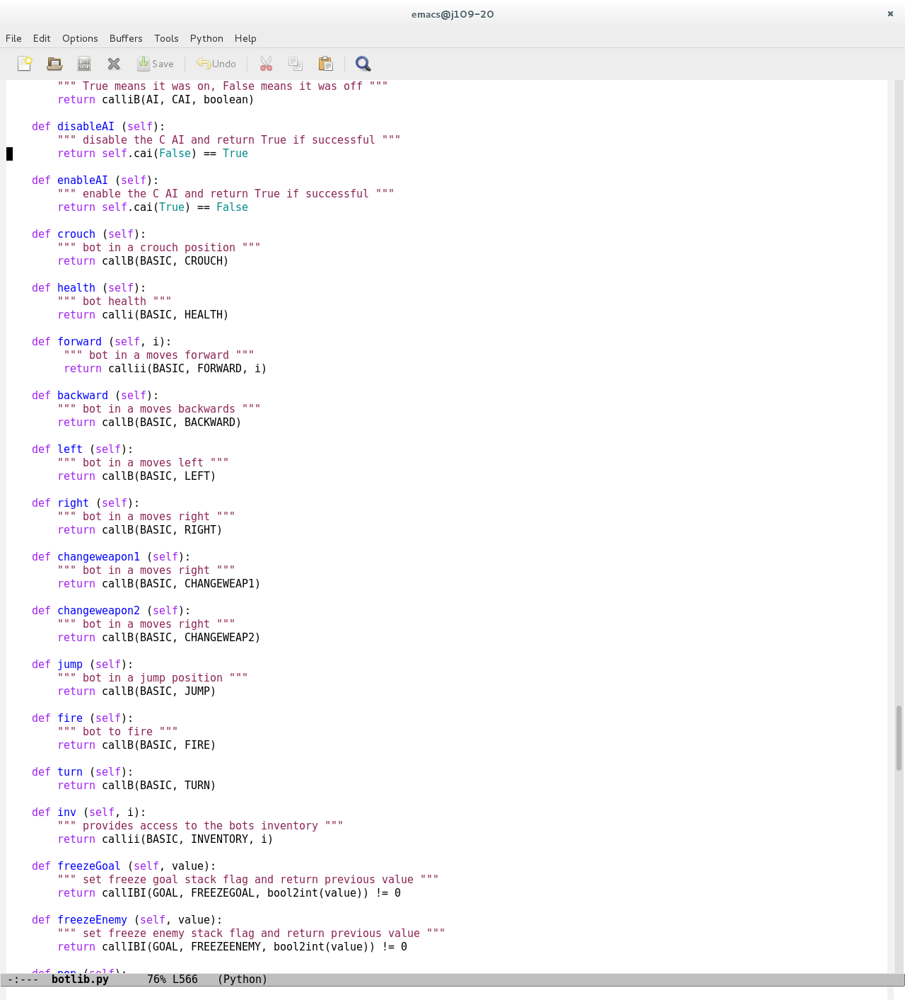 emacs@j109-20
×
File Edit Options Buffers Tools Python Help
Save Undo
        """ True means it was on, False means it was off """
        return calliB(AI, CAI, boolean)

    def disableAI (self):
        """ disable the C AI and return True if successful """
        return self.cai(False) == True

    def enableAI (self):
        """ enable the C AI and return True if successful """
        return self.cai(True) == False

    def crouch (self):
        """ bot in a crouch position """
        return callB(BASIC, CROUCH)

    def health (self):
        """ bot health """
        return calli(BASIC, HEALTH)

    def forward (self, i):
         """ bot in a moves forward """
         return callii(BASIC, FORWARD, i)

    def backward (self):
        """ bot in a moves backwards """
        return callB(BASIC, BACKWARD)

    def left (self):
        """ bot in a moves left """
        return callB(BASIC, LEFT)

    def right (self):
        """ bot in a moves right """
        return callB(BASIC, RIGHT)

    def changeweapon1 (self):
        """ bot in a moves right """
        return callB(BASIC, CHANGEWEAP1)

    def changeweapon2 (self):
        """ bot in a moves right """
        return callB(BASIC, CHANGEWEAP2)

    def jump (self):
        """ bot in a jump position """
        return callB(BASIC, JUMP)

    def fire (self):
        """ bot to fire """
        return callB(BASIC, FIRE)

    def turn (self):
        return callB(BASIC, TURN)

    def inv (self, i):
        """ provides access to the bots inventory """
        return callii(BASIC, INVENTORY, i)

    def freezeGoal (self, value):
        """ set freeze goal stack flag and return previous value """
        return callIBI(GOAL, FREEZEGOAL, bool2int(value)) != 0

    def freezeEnemy (self, value):
        """ set freeze enemy stack flag and return previous value """
        return callIBI(GOAL, FREEZEENEMY, bool2int(value)) != 0

    def pop (self):
-:---  botlib.py      76% L566   (Python)